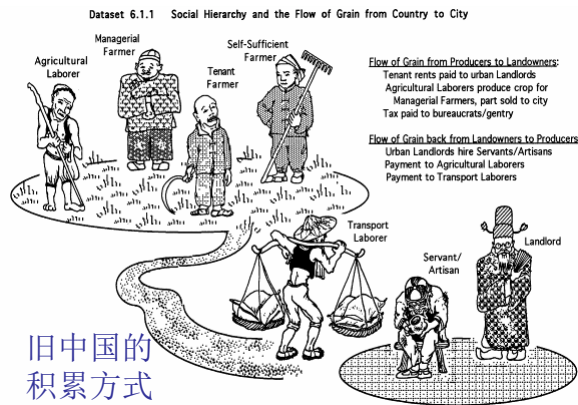 Dataset 6.1.1 Social Hierarchy and the Flow of Grain from Country to City
Agricultural
Laborer
Managerial
Farmer
Tenant
Farmer
Self-Sufficient
Farmer
Flow of Grain from Producers to Landowners:
Tenant rents paid to urban Landlords
Agricultural Laborers produce crop for
Managerial Farmers, part sold to city
Tax paid to bureaucrats/gentry
Flow of Grain back from Landowners to Producers
Urban Landlords hire Servants/Artisans
Payment to Agricultural Laborers
Payment to Transport Laborers
Transport
Laborer
Servant/
Artisan
Landlord
旧中国的
积累方式